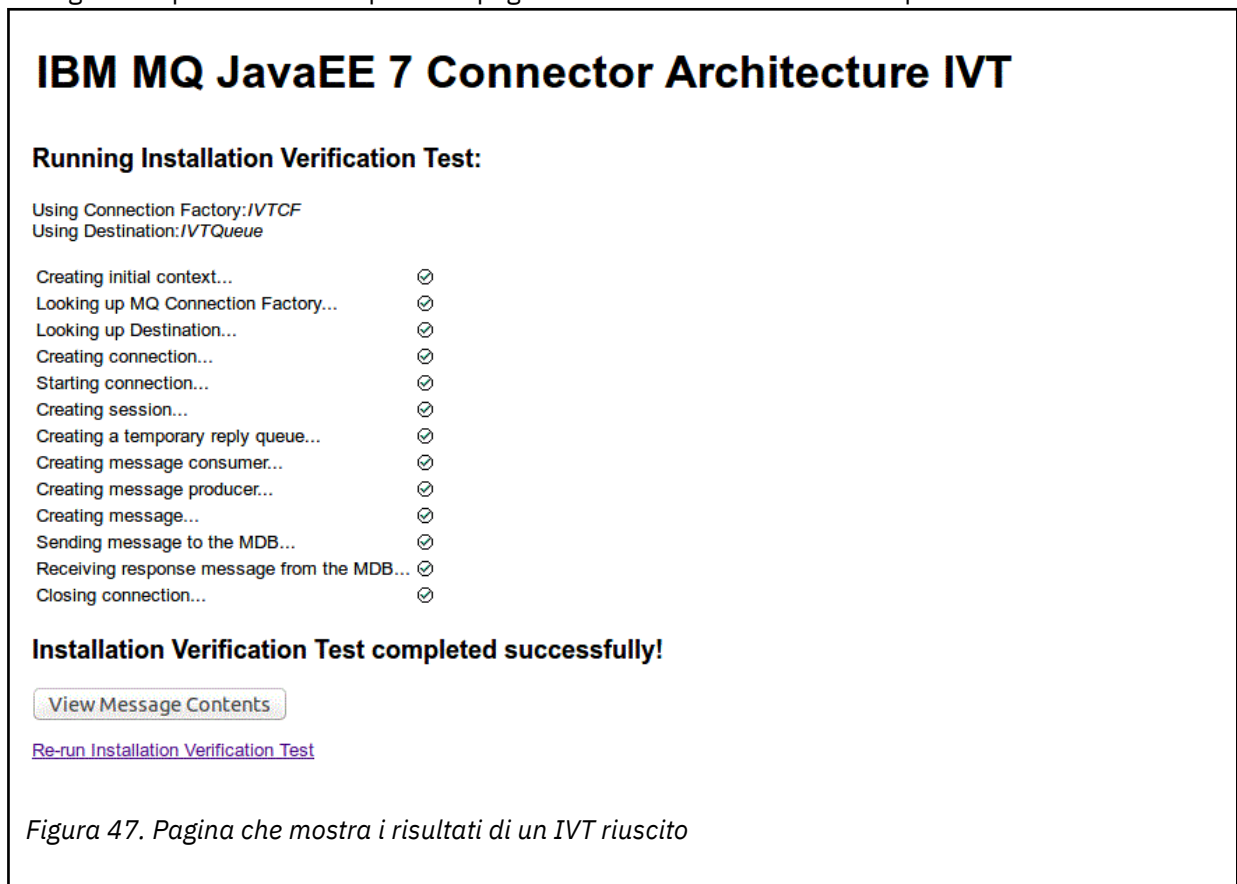 IBM MQ JavaEE 7 Connector Architecture IVT
Running Installation Verification Test:
Using Connection Factory:IVTCF
Using Destination:IVTQueue
Creating initial context...
Looking up MQ Connection Factory...
Looking up Destination...
Creating connection...
Starting connection...
Creating session...
Creating a temporary reply queue...
Creating message consumer...
Creating message producer...
Creating message...
Sending message to the MDB...
Receiving response message from the MDB...
Closing connection...
Installation Verification Test completed successfully!
View Message Contents
Re-run Installation Verification Test
Figura 47. Pagina che mostra i risultati di un IVT riuscito